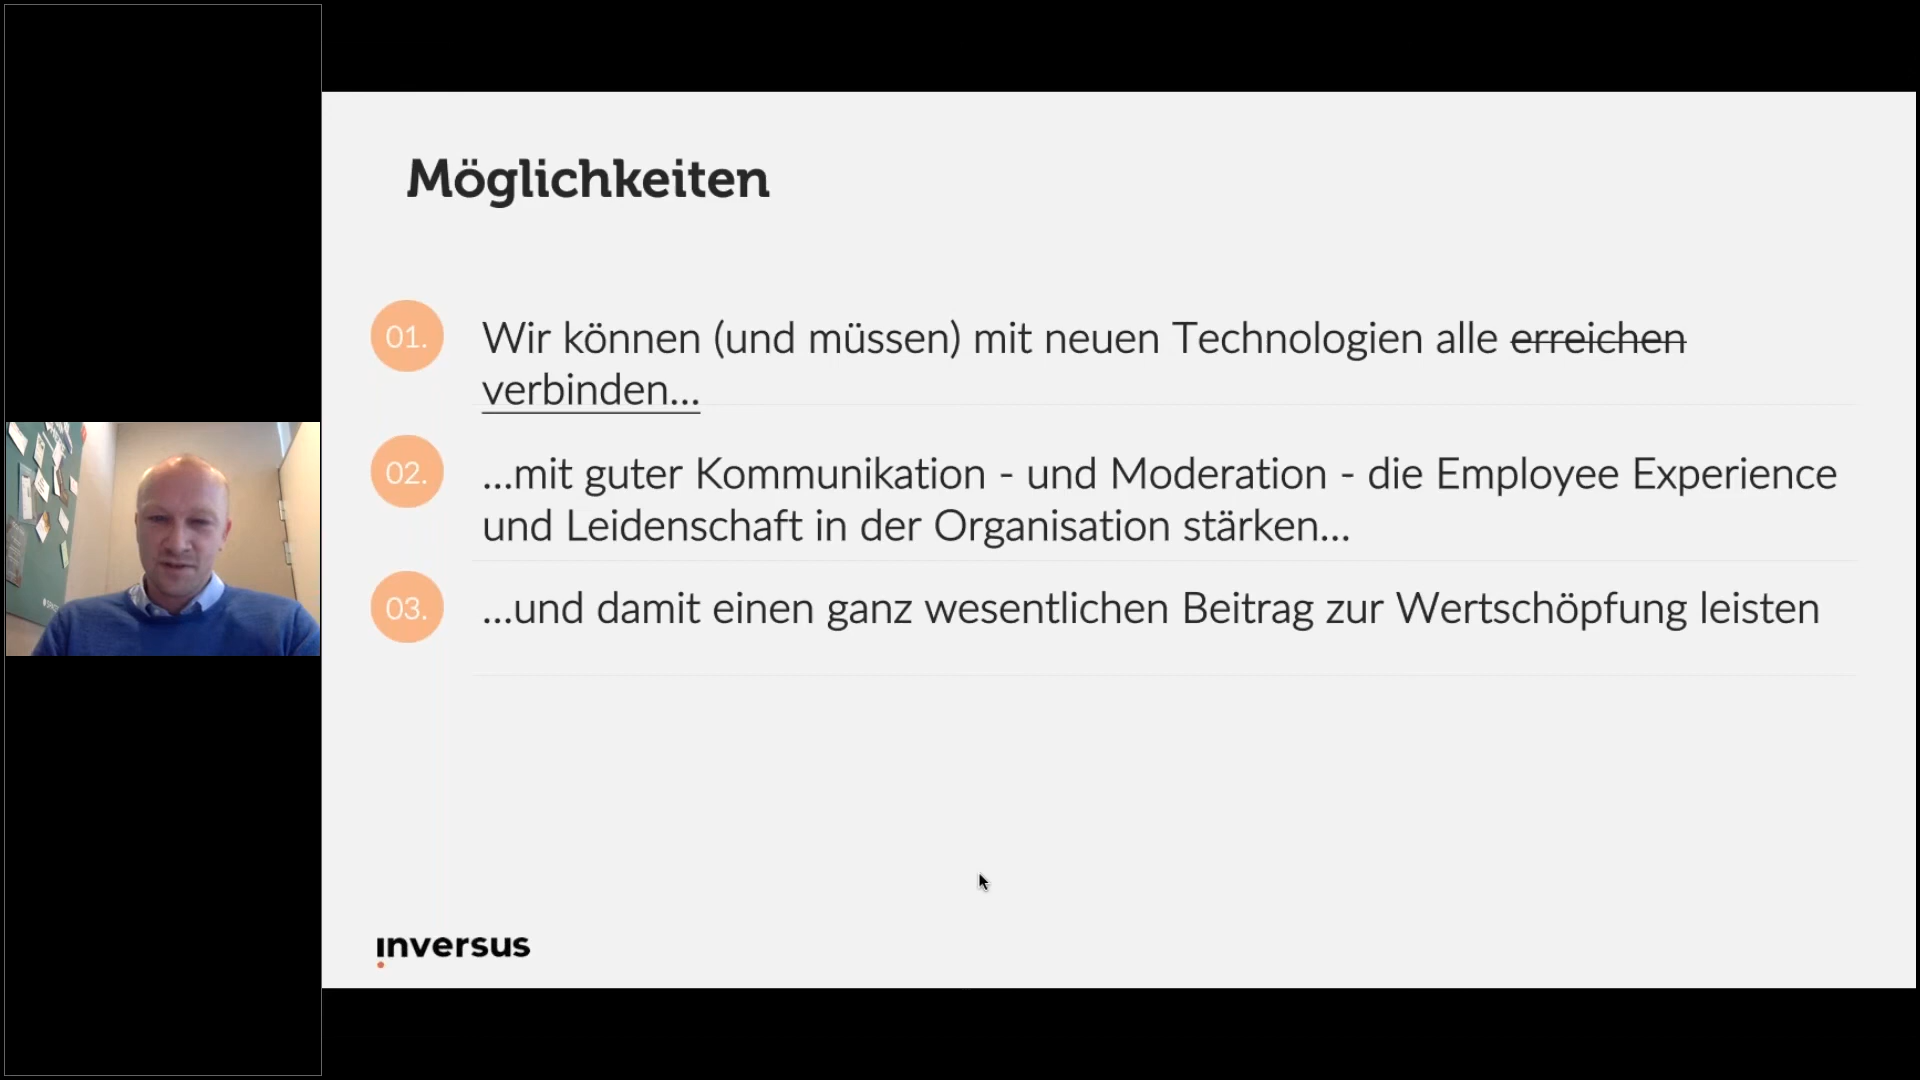 Möglichkeiten
01.
Wir können (und müssen) mit neuen Technologien alle erreichen
verbinden...
02.
...mit guter Kommunikation - und Moderation - die Employee Experience
und Leidenschaft in der Organisation stärken...
03.
...und damit einen ganz wesentlichen Beitrag zur Wertschöpfung leisten
inversus